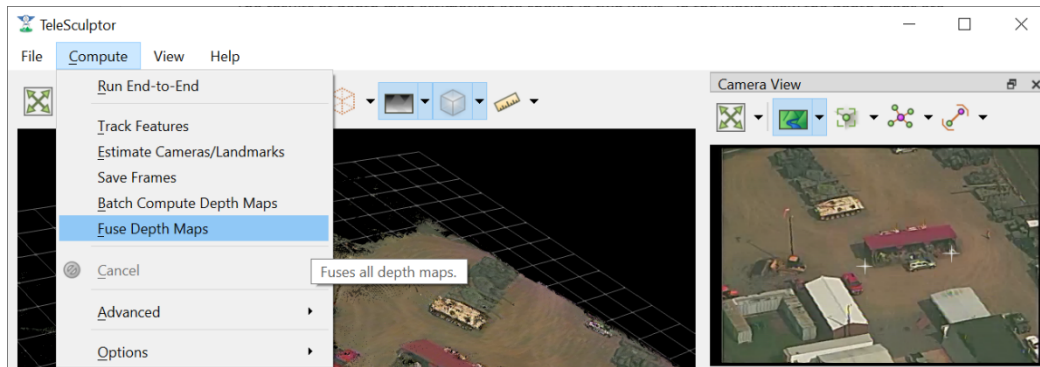 TeleSculptor
File Compute View Help
Run End-to-End
Track Features
Estimate Cameras/Landmarks
Save Frames
Batch Compute Depth Maps
Fuse Depth Maps
Cancel
Fuses all depth maps.
Advanced
Options
Camera View